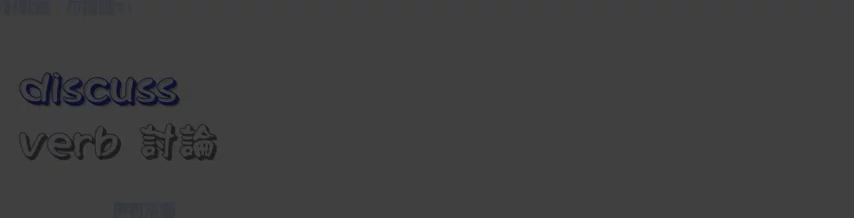 discuss
verb 討論